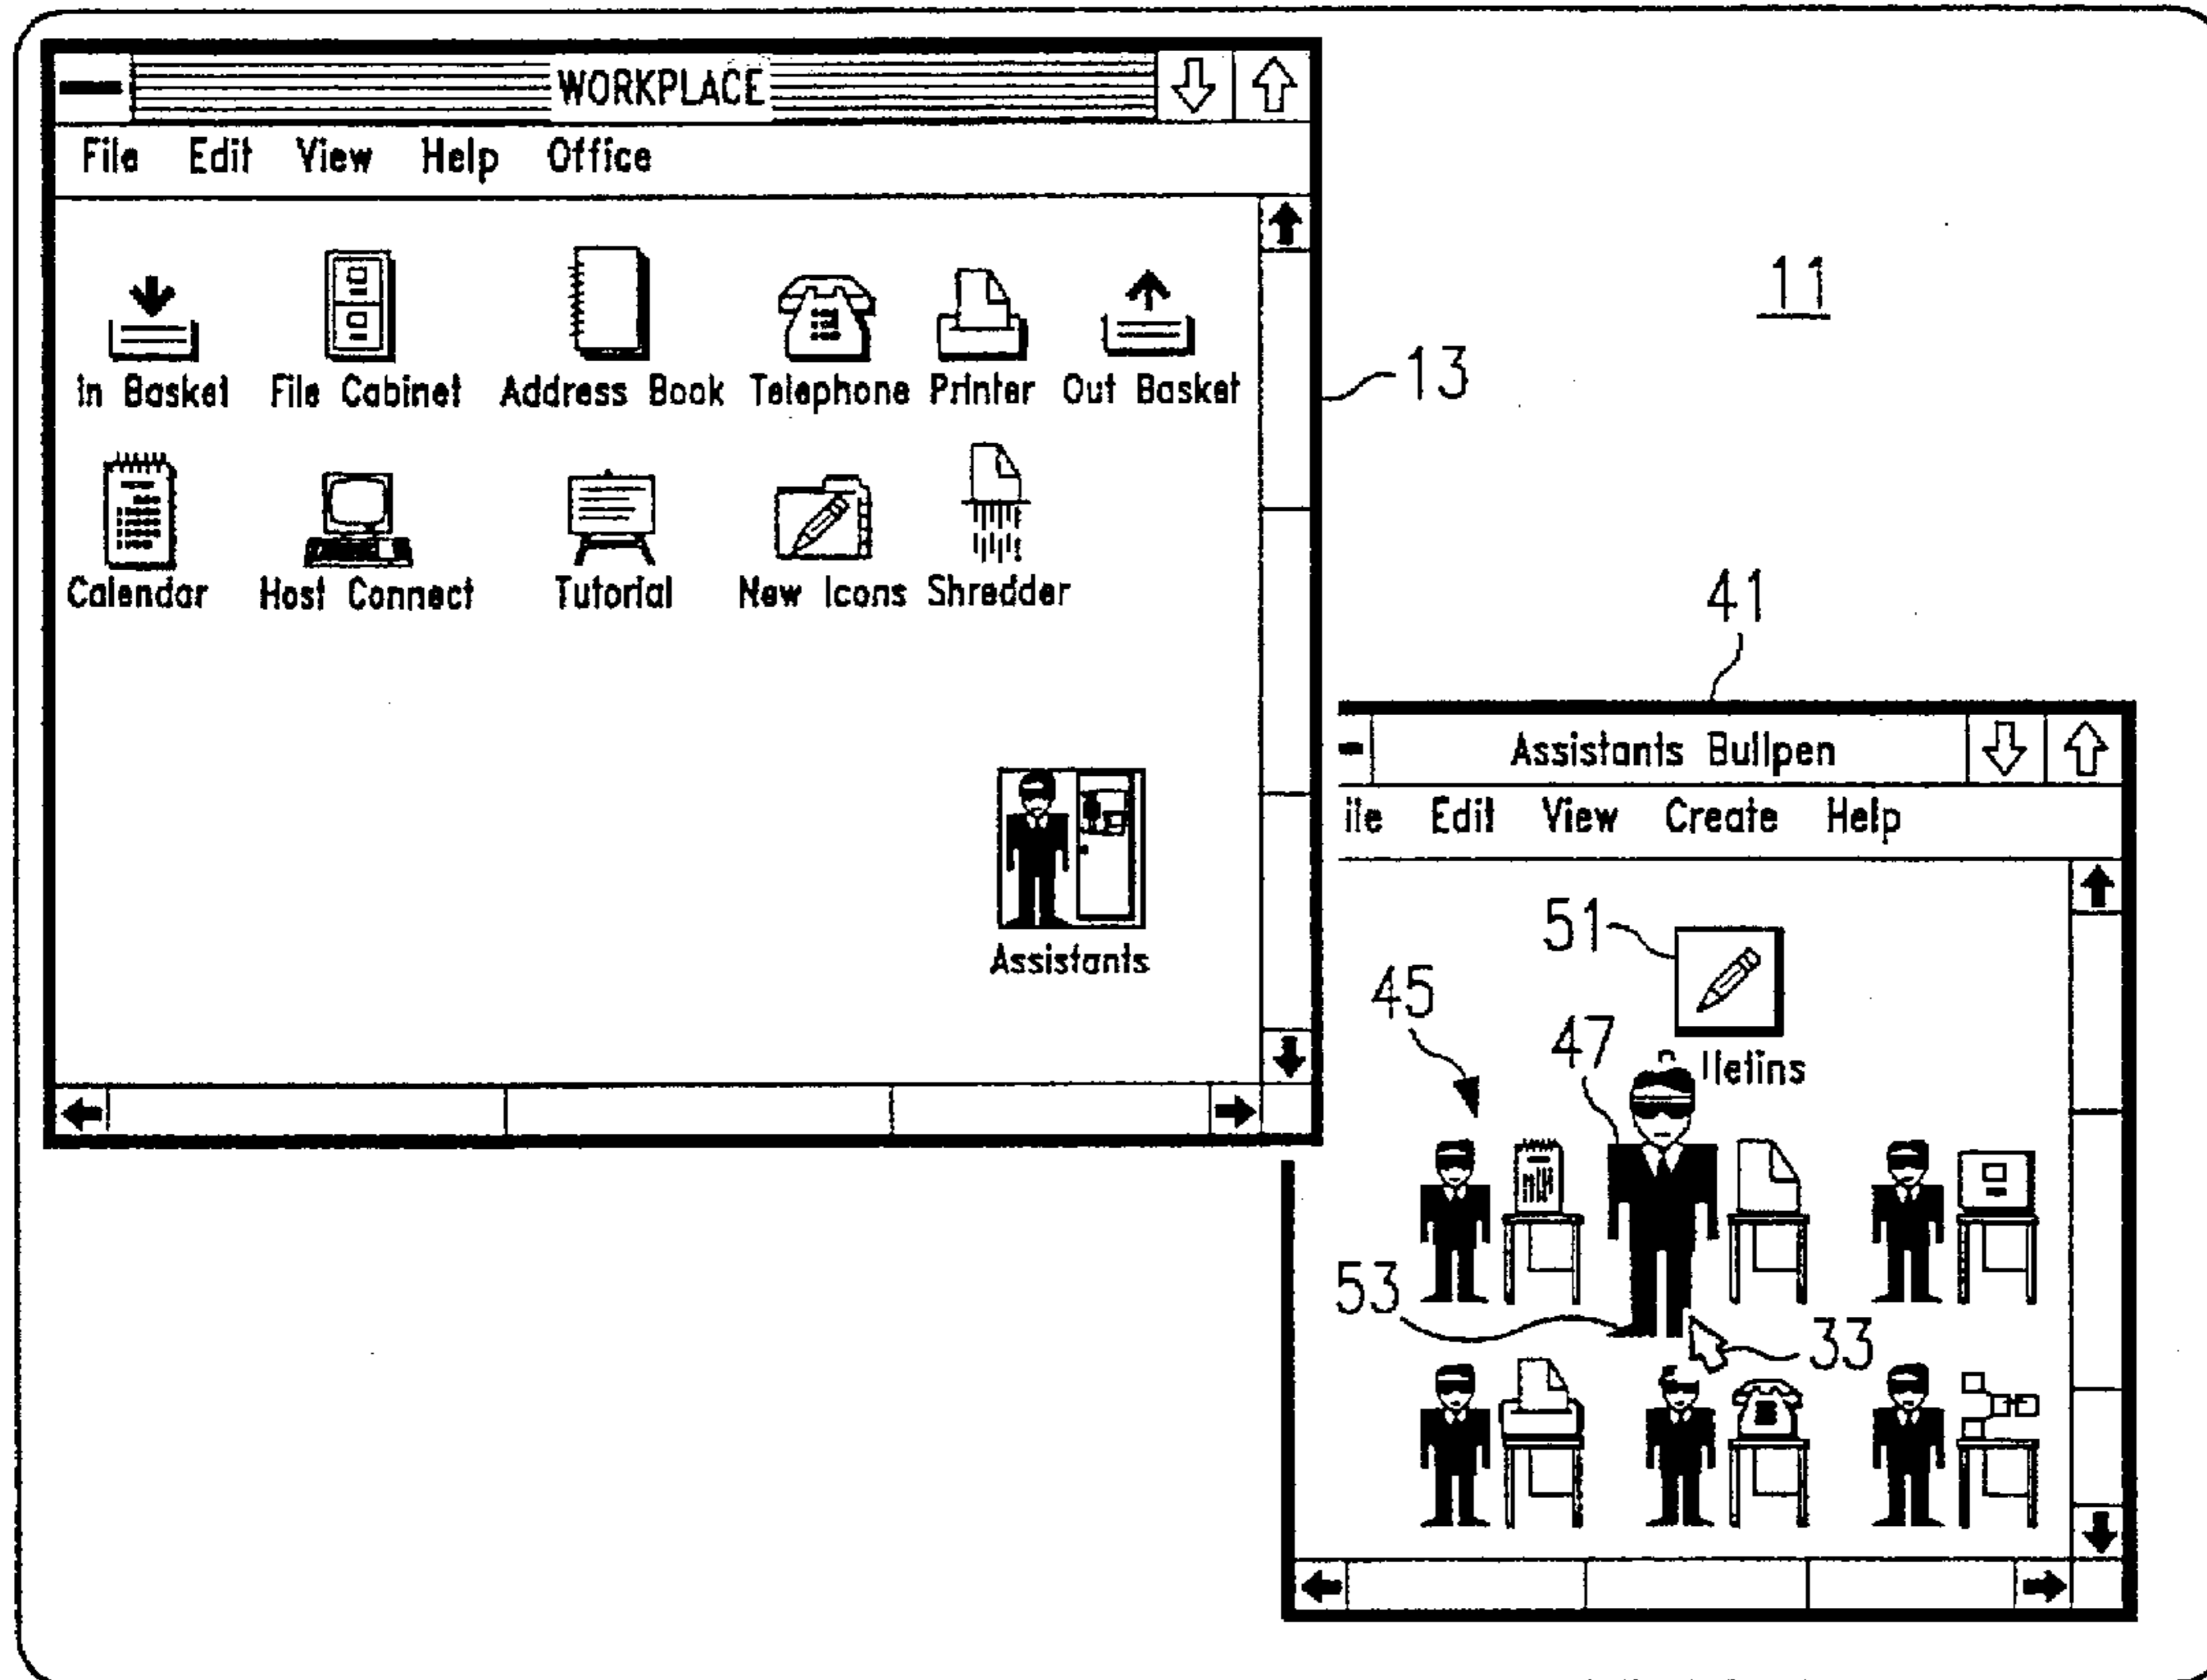 WORKPLACE
File Edit View Help Office
11
In Basket File Cabinet Address Book Telephone Printer Out Basket
13
Calendar Host Connect Tutorial New Icons Shredder
41
Assistants Bullpen
ile Edit View Create Help
51
Assistants
45
47
lletins
53
33